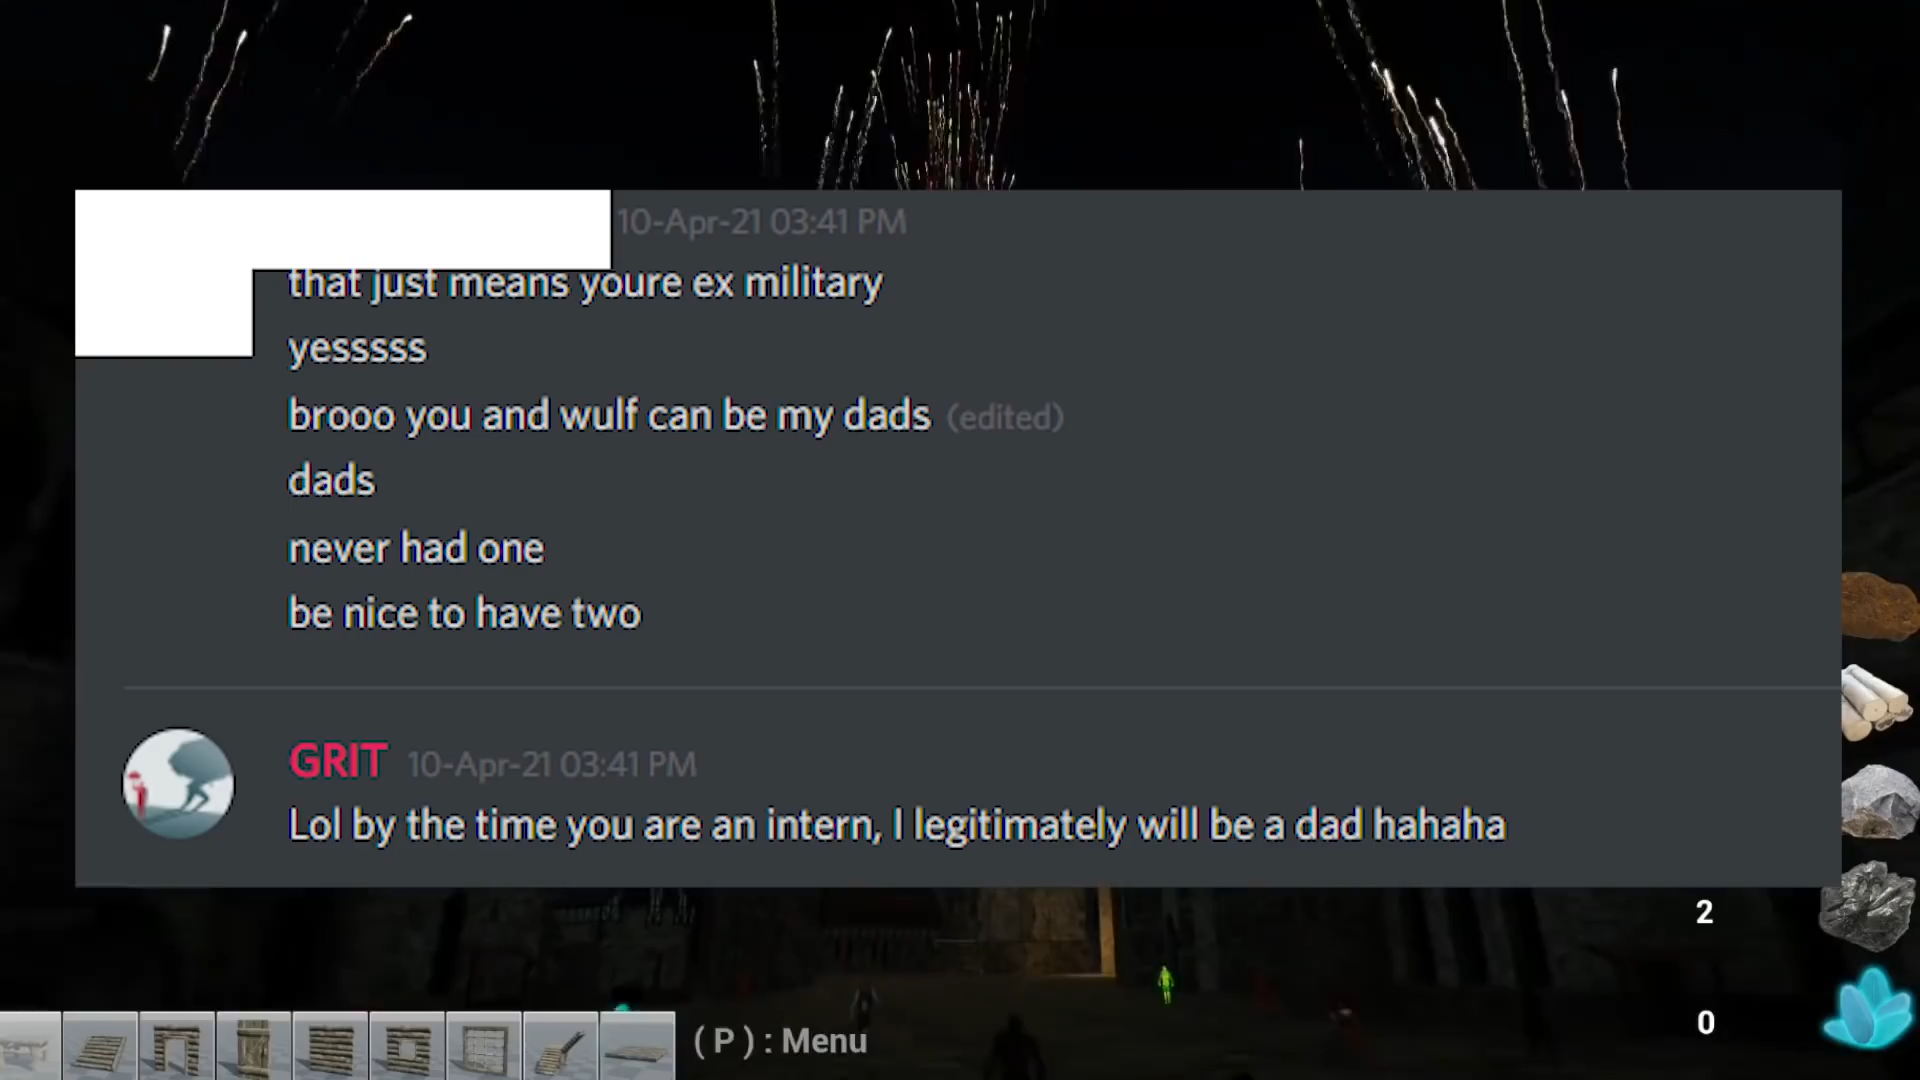 10-Apr-21 03:41 PM
that just means youre ex military
yesssss
brooo you and wulf can be my dads (edited)
dads
never had one
be nice to have two
GRIT 10-Apr-21 03:41 PM
Lol by the time you are an intern, I legitimately will be a dad hahaha
2
0
( P ) : Menu